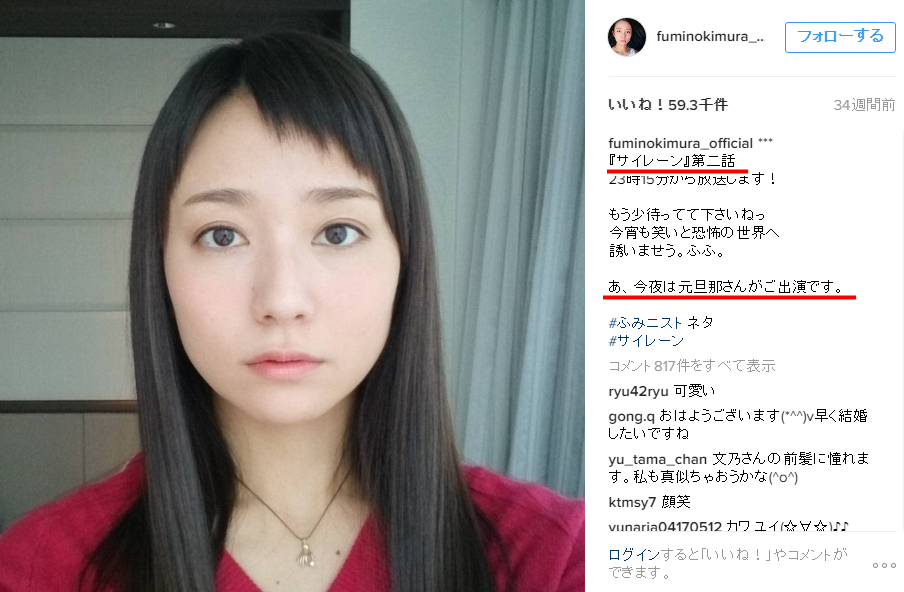 fuminokimura_...
フォローする
いいね！59.3千件
34週間前
fuminokimura_official ***
『サイレーン』第二話
23時15分から放送します！
もう少待ってて下さいねっ
今宵も笑いと恐怖の世界へ
誘いませう。ふふ。
あ、今夜は元旦那さんがご出演です。
#ふみニスト ネタ
#サイレーン
コメント817件をすべて表示
ryu42ryu 可愛い
gong.q おはようございます(*^^)v早く結婚
したいですね
yu_tama_chan 文乃さんの前髪に憧れま
す。私も真似ちゃおうかな(^o^)
ktmsy7 顔笑
yunaria04170512 カワユイ(☆∀☆)♪♪
ログインすると「いいね！」やコメントが
できます。